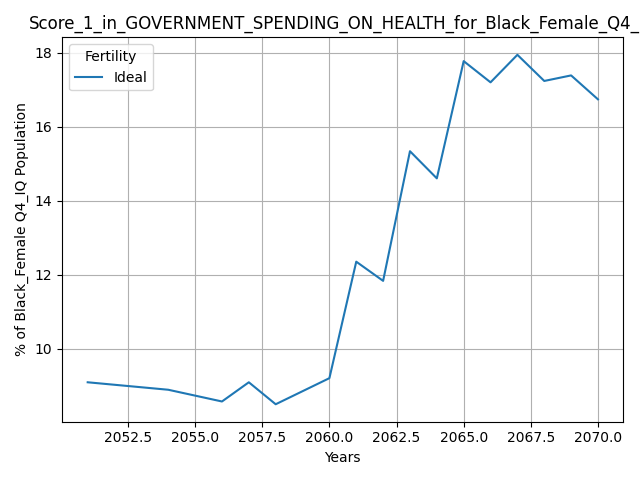 Score_1_in_GOVERNMENT_SPENDING_ON_HEALTH_for_Black_Female_Q4_
Fertility
Ideal
% of Black_Female Q4_IQ Population
18
16
14
12
10
2052.5 2055.0 2057.5 2060.0 2062.5 2065.0 2067.5 2070.0
Years